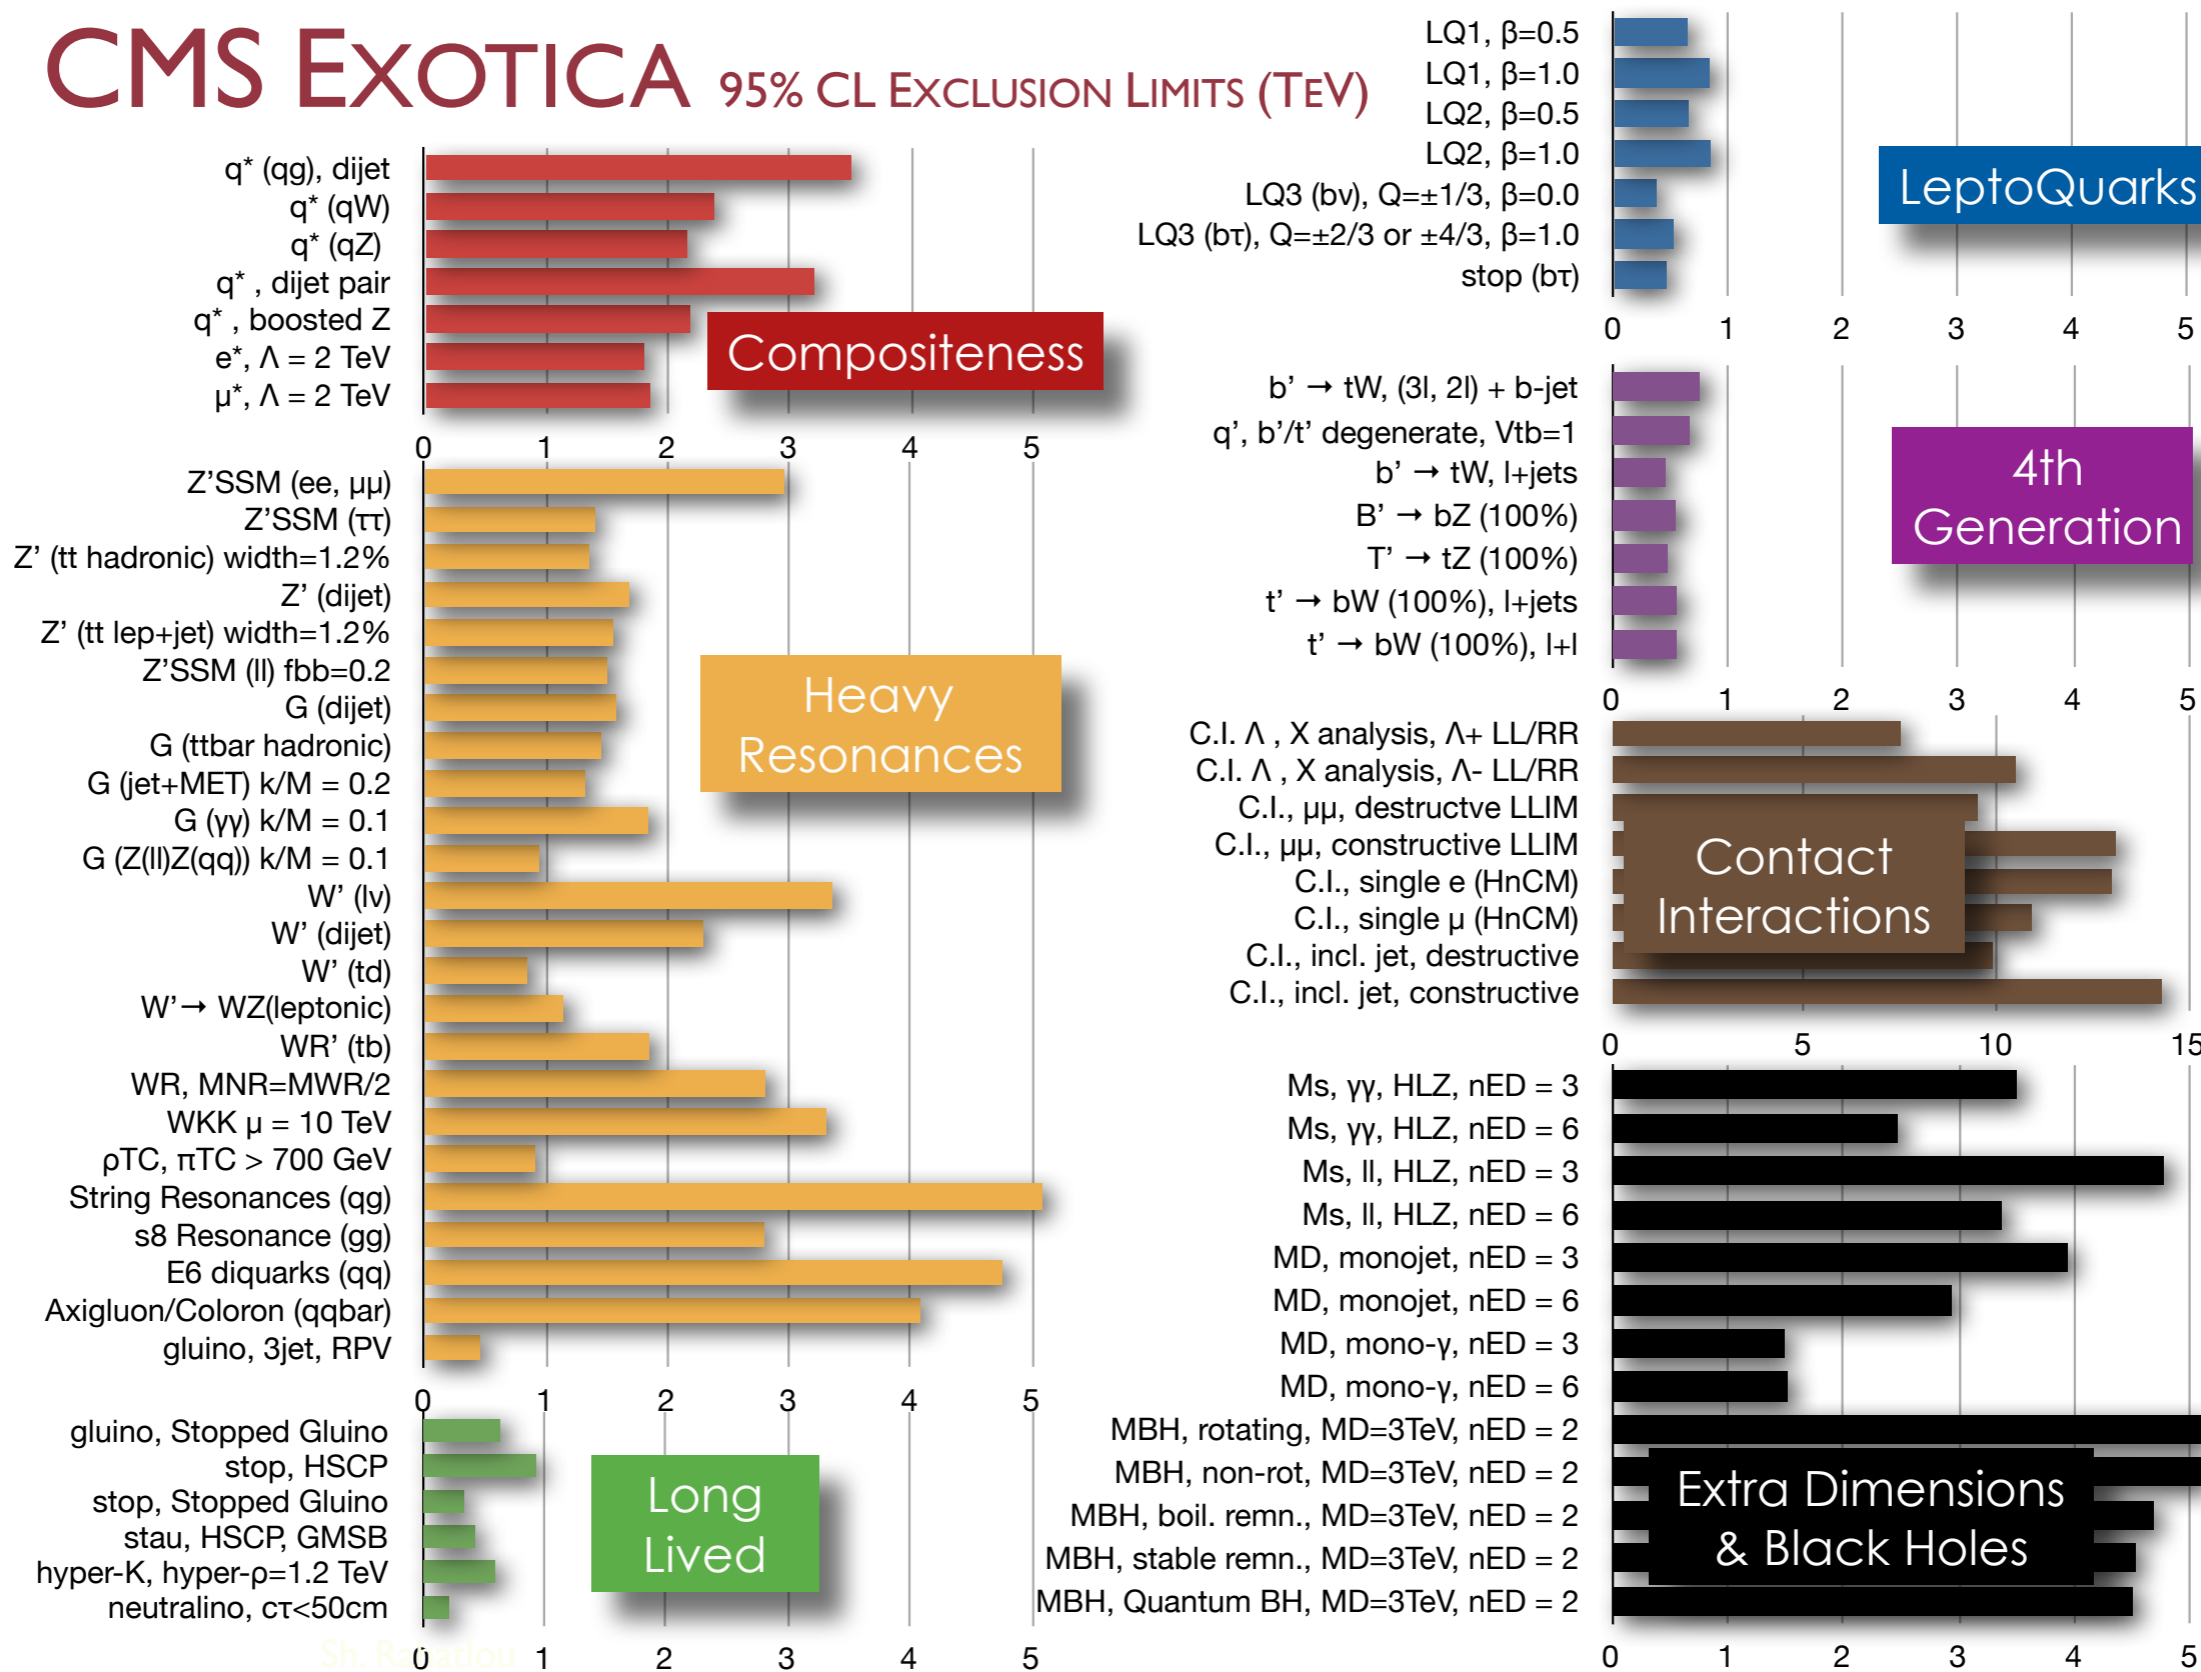 CMS EXOTICA 95% CL EXCLUSION LIMITS (TEV)
q* (qg), dijet
q* (qW)
q* (qZ)
q* , dijet pair
q* , boosted Z
e*, Λ = 2 TeV
μ*, Λ = 2 TeV
Compositeness
0 1 2 3 4 5
Z'SSM (ee, μμ)
Z'SSM (ττ)
Z’ (tt hadronic) width=1.2%
Z’ (dijet)
Z’ (tt lep+jet) width=1.2%
Z'SSM (ll) fbb=0.2
G (dijet)
G (ttbar hadronic)
G (jet+MET) k/M = 0.2
G (γγ) k/M = 0.1
G (Z(ll)Z(qq)) k/M = 0.1
W’ (lν)
W’ (dijet)
W’ (td)
W’→ WZ(leptonic)
WR’ (tb)
WR, MNR=MWR/2
WKK μ = 10 TeV
ρTC, πTC > 700 GeV
String Resonances (qg)
s8 Resonance (gg)
E6 diquarks (qq)
Axigluon/Coloron (qqbar)
gluino, 3jet, RPV
Heavy
Resonances
0 1 2 3 4 5
gluino, Stopped Gluino
stop, HSCP
stop, Stopped Gluino
stau, HSCP, GMSB
hyper-K, hyper-ρ=1.2 TeV
neutralino, cτ<50cm
Long
Lived
0 1 2 3 4 5
LQ1, β=0.5
LQ1, β=1.0
LQ2, β=0.5
LQ2, β=1.0
LQ3 (bν), Q=±1/3, β=0.0
LQ3 (bτ), Q=±2/3 or ±4/3, β=1.0
stop (bτ)
LeptoQuarks
0 1 2 3 4 5
b’ → tW, (3l, 2l) + b-jet
q’, b’/t’ degenerate, Vtb=1
b’ → tW, l+jets
B’ → bZ (100%)
T’ → tZ (100%)
t’ → bW (100%), l+jets
t’ → bW (100%), l+l
4th
Generation
0 1 2 3 4 5
C.I. Λ , X analysis, Λ+ LL/RR
C.I. Λ , X analysis, Λ- LL/RR
C.I., μμ, destructve LLIM
C.I., μμ, constructive LLIM
C.I., single e (HnCM)
C.I., single μ (HnCM)
C.I., incl. jet, destructive
C.I., incl. jet, constructive
Contact
Interactions
0 5 10 15
Ms, γγ, HLZ, nED = 3
Ms, γγ, HLZ, nED = 6
Ms, ll, HLZ, nED = 3
Ms, ll, HLZ, nED = 6
MD, monojet, nED = 3
MD, monojet, nED = 6
MD, mono-γ, nED = 3
MD, mono-γ, nED = 6
MBH, rotating, MD=3TeV, nED = 2
MBH, non-rot, MD=3TeV, nED = 2
MBH, boil. remn., MD=3TeV, nED = 2
MBH, stable remn., MD=3TeV, nED = 2
MBH, Quantum BH, MD=3TeV, nED = 2
Extra Dimensions
& Black Holes
0 1 2 3 4 5
Sh.